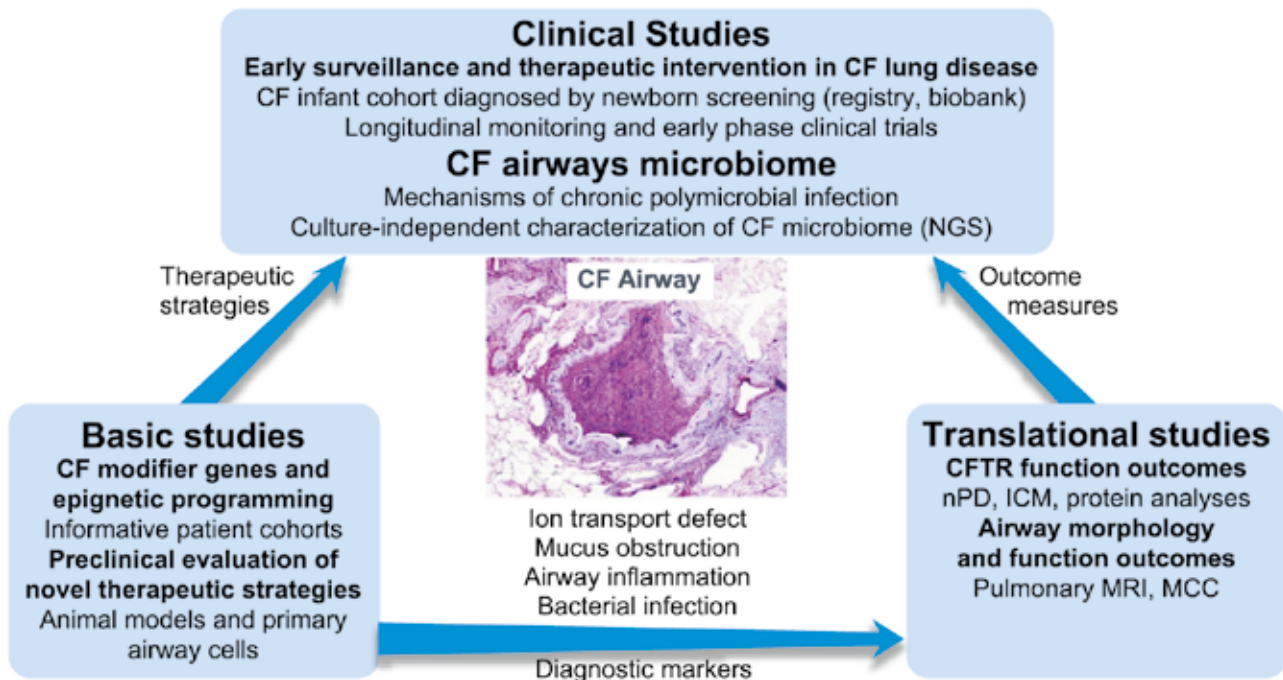 Clinical Studies
Early surveillance and therapeutic intervention in CF lung disease
CF infant cohort diagnosed by newborn screening (registry, biobank)
Longitudinal monitoring and early phase clinical trials
CF airways microbiome
Mechanisms of chronic polymicrobial infection
Culture-independent characterization of CF microbiome (NGS)
Therapeutic
strategies
CF Airway
Outcome
measures
Basic studies
CF modifier genes and
epignetic programming
Informative patient cohorts
Preclinical evaluation of
novel therapeutic strategies
Animal models and primary
airway cells
Ion transport defect
Mucus obstruction
Airway inflammation
Bacterial infection
Translational studies
CFTR function outcomes
nPD, ICM, protein analyses
Airway morphology
and function outcomes
Pulmonary MRI, MCC
Diagnostic markers